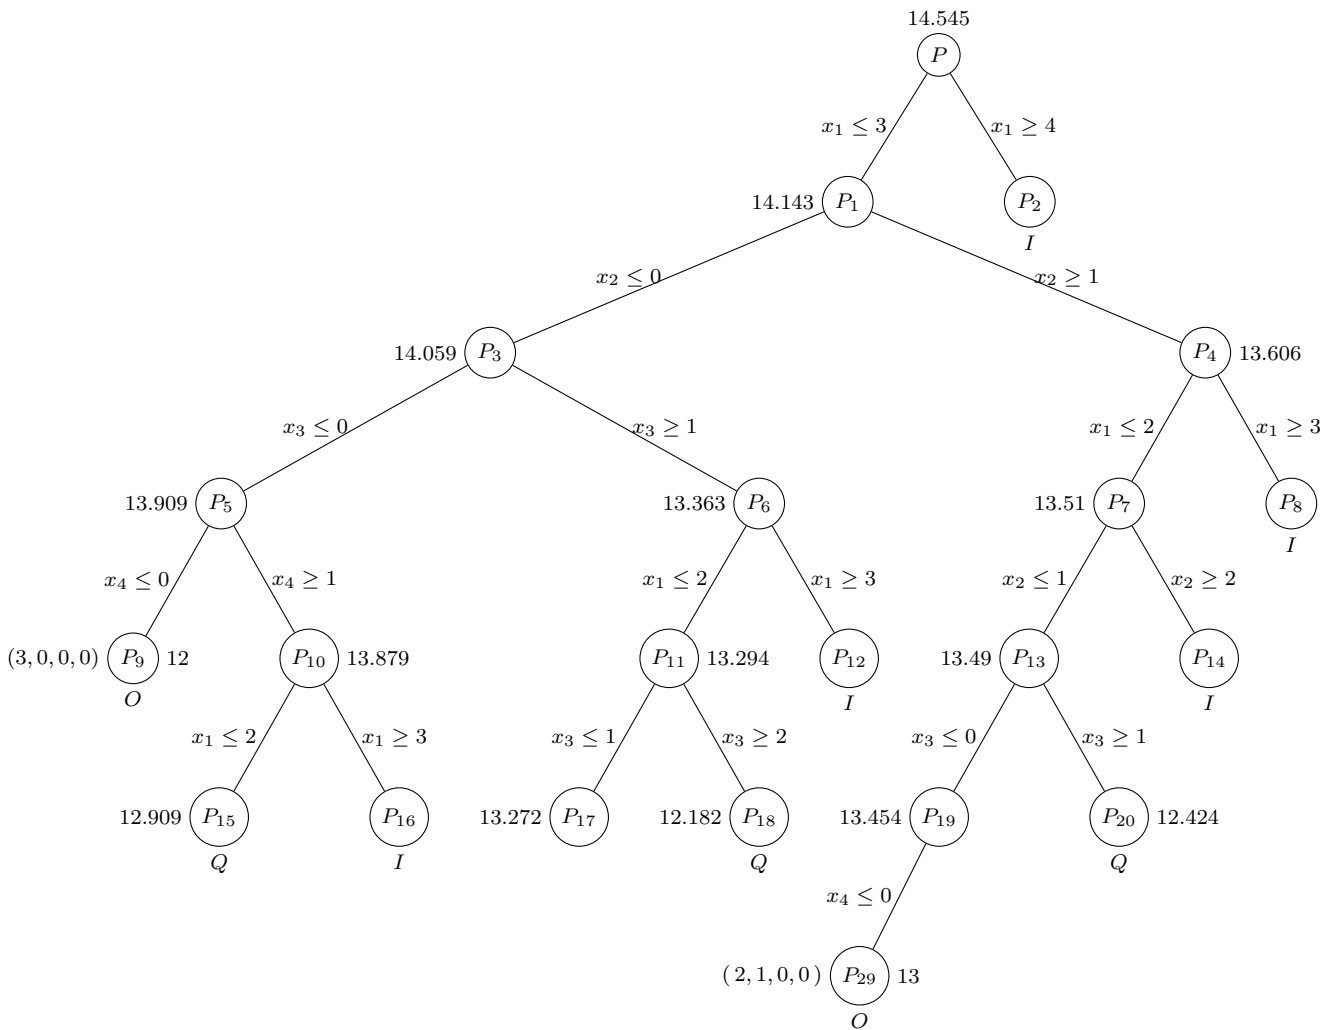 14.545
P
x₁ ≤ 3 x₁ ≥ 4
14.143 P₁ P₂
I
x₂ ≤ 0 x₂ ≥ 1
14.059 P₃ P₄ 13.606
x₃ ≤ 0 x₃ ≥ 1 x₁ ≤ 2 x₁ ≥ 3
13.909 P₅ 13.363 P₆ 13.51 P₇ P₈
I
x₄ ≤ 0 x₄ ≥ 1 x₁ ≤ 2 x₁ ≥ 3 x₂ ≤ 1 x₂ ≥ 2
(3, 0, 0, 0) P₉ 12 P₁₀ 13.879 P₁₁ 13.294 P₁₂ 13.49 P₁₃ P₁₄
O I I
x₁ ≤ 2 x₁ ≥ 3 x₃ ≤ 1 x₃ ≥ 2 x₃ ≤ 0 x₃ ≥ 1
12.909 P₁₅ P₁₆ 13.272 P₁₇ 12.182 P₁₈ 13.454 P₁₉ P₂₀ 12.424
Q I Q Q
x₄ ≤ 0
( 2, 1, 0, 0 ) P₂₉ 13
O